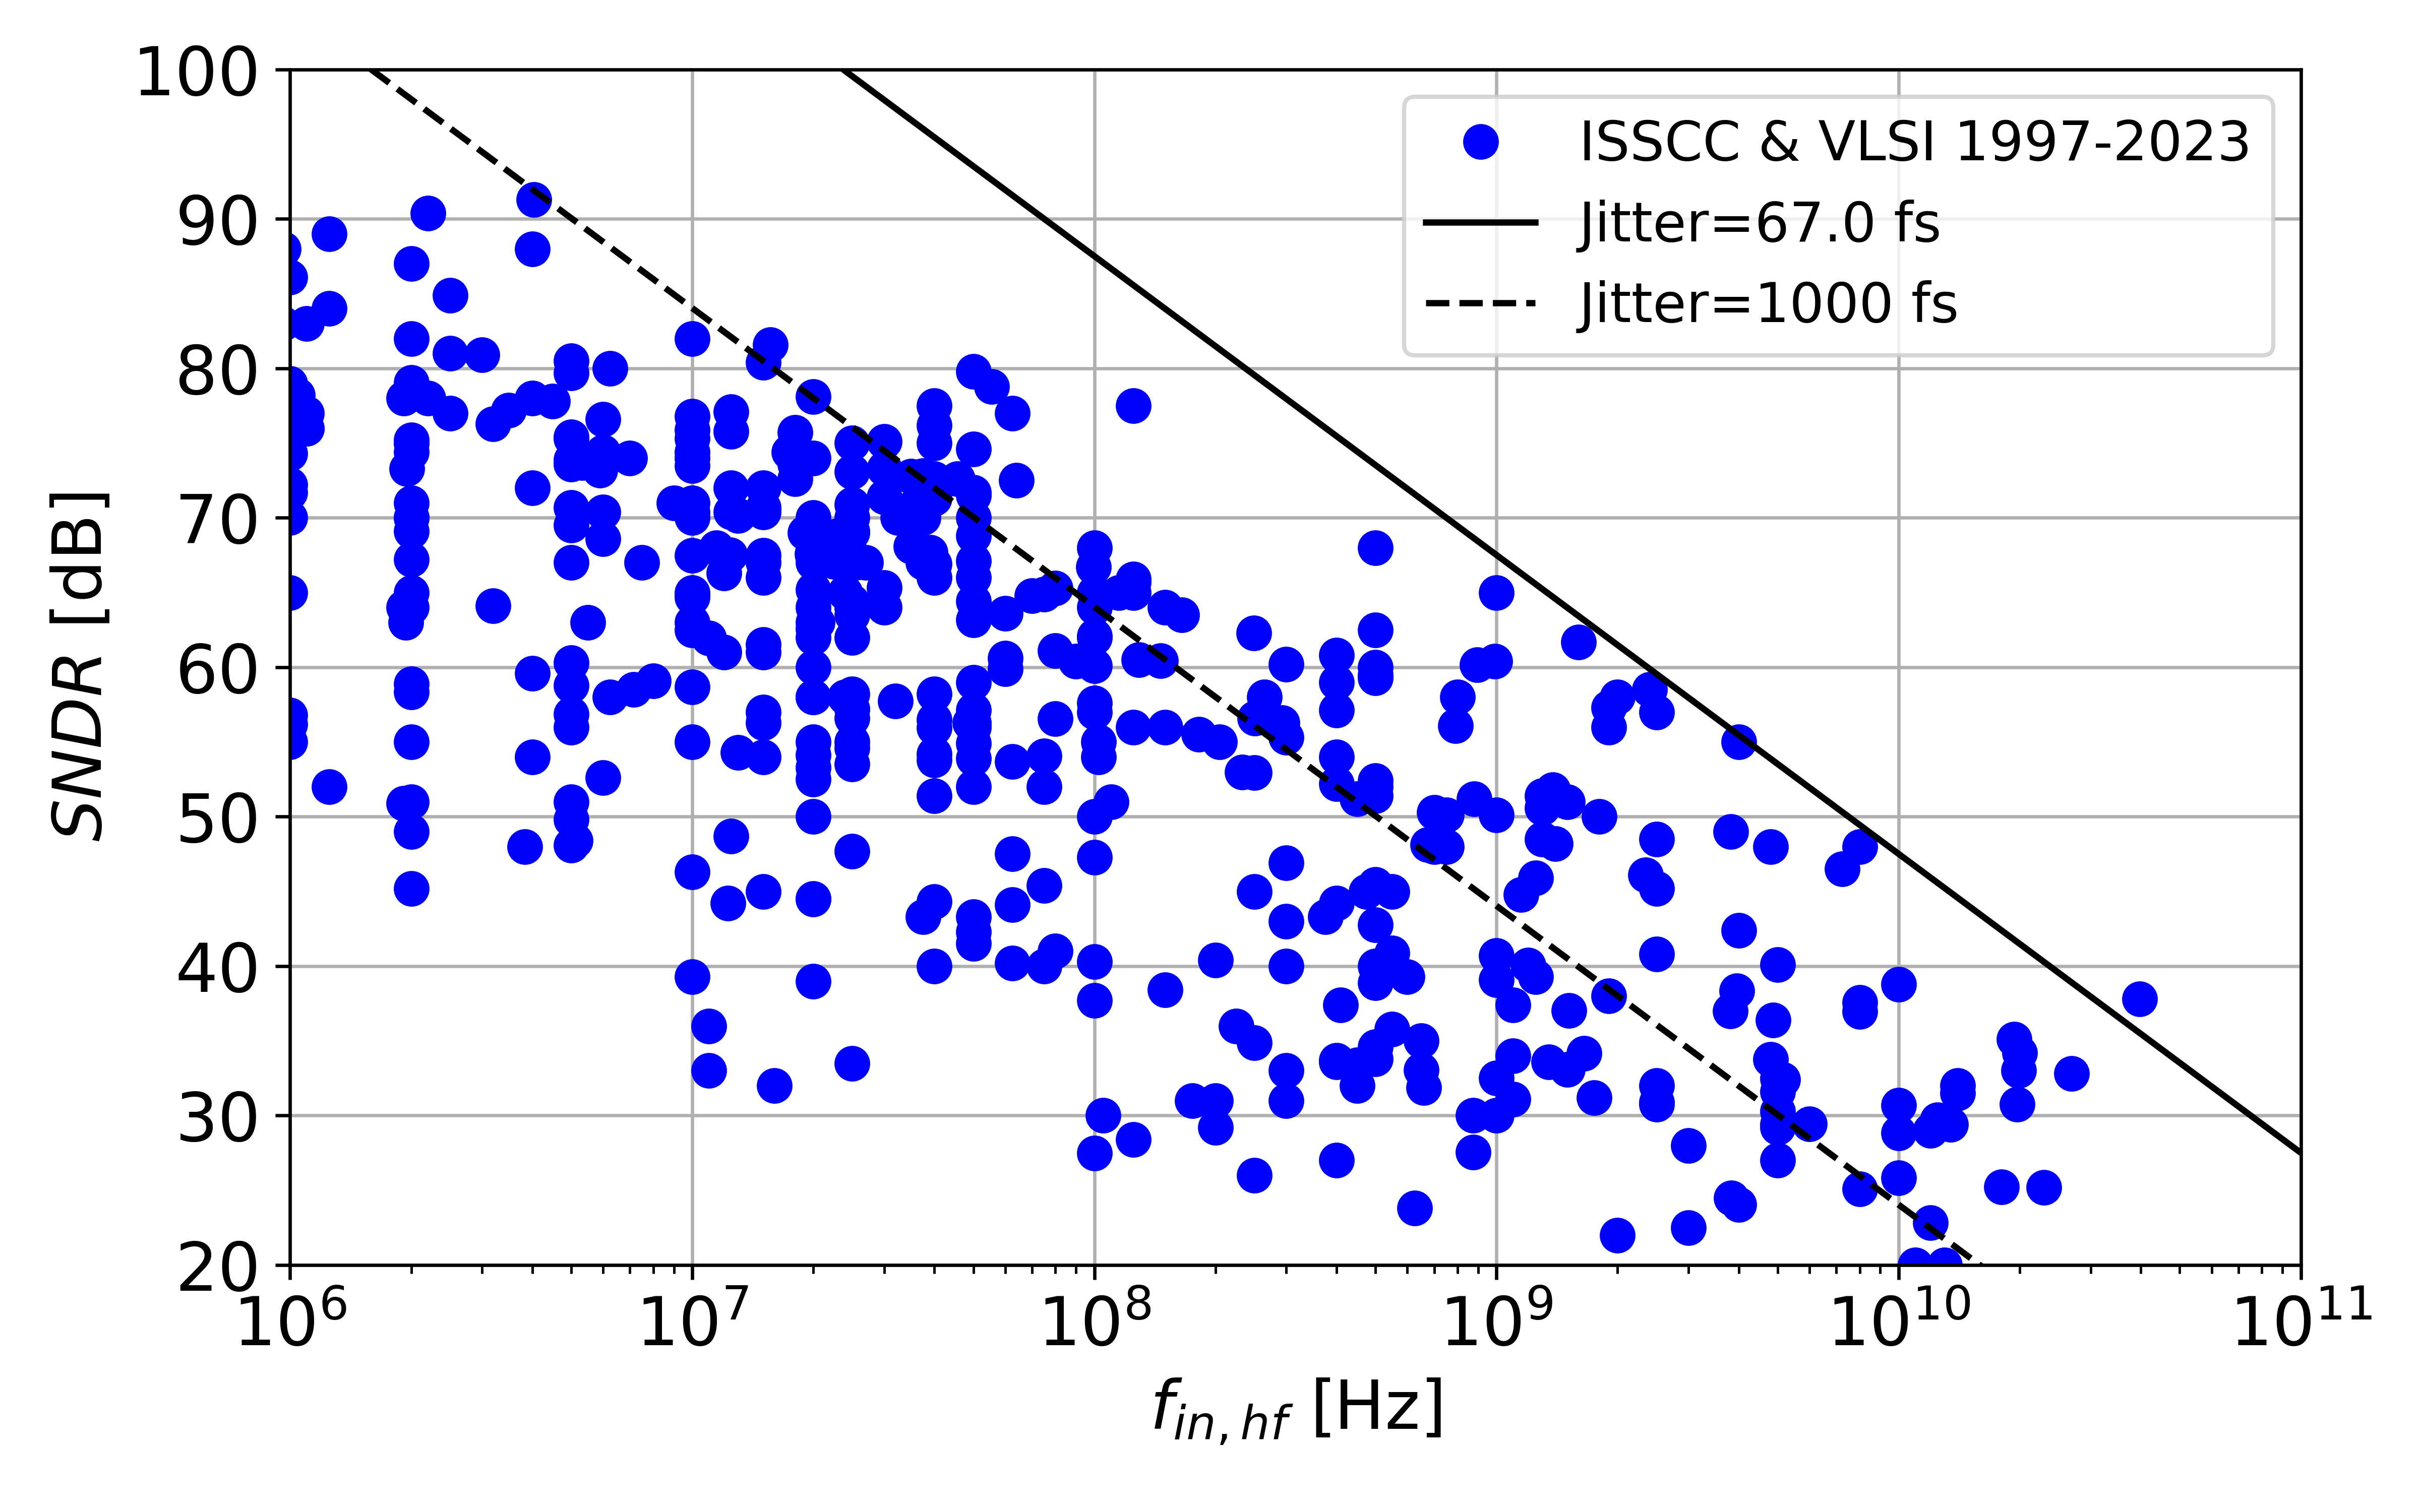 100
90
80
70
60
50
40
30
20
SNDR [dB]
ISSCC & VLSI 1997-2023
Jitter=67.0 fs
Jitter=1000 fs
10^6 10^7 10^8 10^9 10^10 10^11
f_in,hf [Hz]